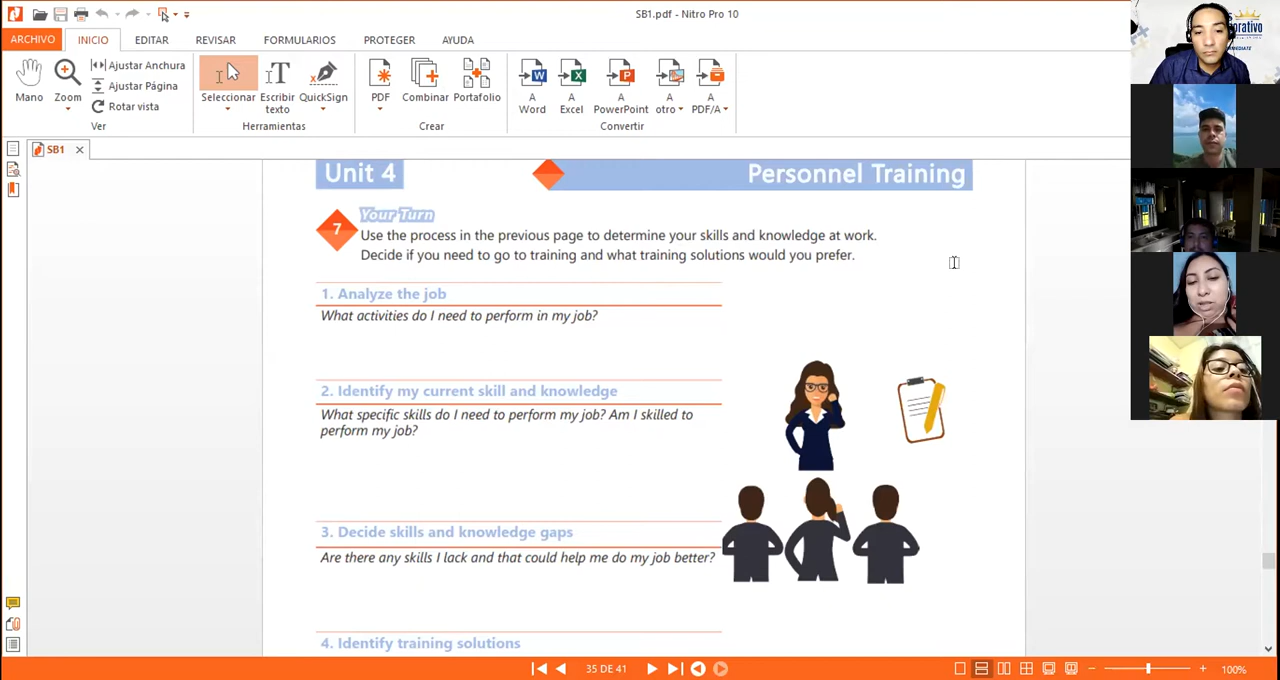 SB1.pdf - Nitro Pro 10
ARCHIVO INICIO EDITAR REVISAR FORMULARIOS PROTEGER AYUDA
Mano
Zoom
Ajustar Anchura
Ajustar Página
Rotar vista
Ver
Seleccionar
Escribir texto
QuickSign
Herramientas
PDF
Combinar
Portafolio
Crear
A Word
A Excel
A PowerPoint
A otro
A PDF/A
Convertir
SB1
Unit 4
Personnel Training
7
Your Turn
Use the process in the previous page to determine your skills and knowledge at work.
Decide if you need to go to training and what training solutions would you prefer.
1. Analyze the job
What activities do I need to perform in my job?
2. Identify my current skill and knowledge
What specific skills do I need to perform my job? Am I skilled to
perform my job?
3. Decide skills and knowledge gaps
Are there any skills I lack and that could help me do my job better?
4. Identify training solutions
35 DE 41
100%